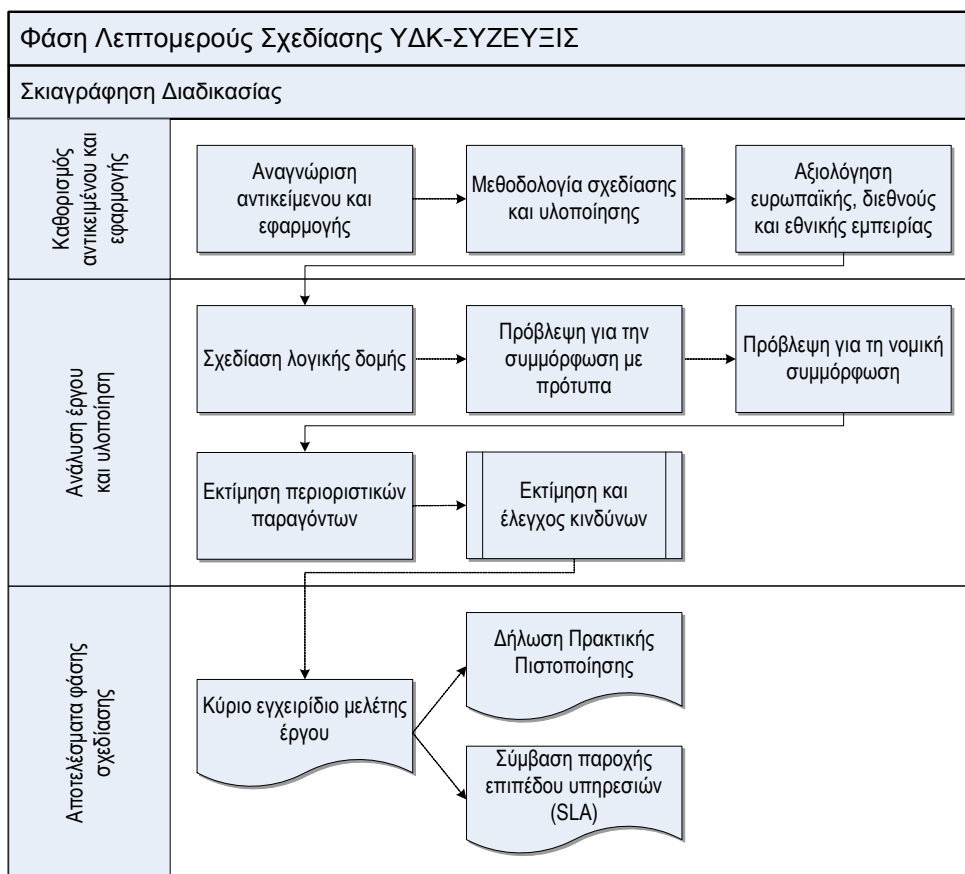 Φάση Λεπτομερούς Σχεδίασης ΥΔΚ-ΣΥΖΕΥΞΙΣ
Σκιαγράφηση Διαδικασίας
Καθορισμός
αντικειμένου και
εφαρμογής
Αναγνώριση
αντικείμενου και
εφαρμογής
Μεθοδολογία σχεδίασης
και υλοποίησης
Αξιολόγηση
ευρωπαϊκής, διεθνούς
και εθνικής εμπειρίας
Ανάλυση έργου
και υλοποίηση
Σχεδίαση λογικής δομής
Πρόβλεψη για την
συμμόρφωση με
πρότυπα
Πρόβλεψη για τη νομική
συμμόρφωση
Εκτίμηση περιοριστικών
παραγόντων
Εκτίμηση και
έλεγχος κινδύνων
Αποτελέσματα φάσης
σχεδίασης
Κύριο εγχειρίδιο μελέτης
έργου
Δήλωση Πρακτικής
Πιστοποίησης
Σύμβαση παροχής
επιπέδου υπηρεσιών
(SLA)